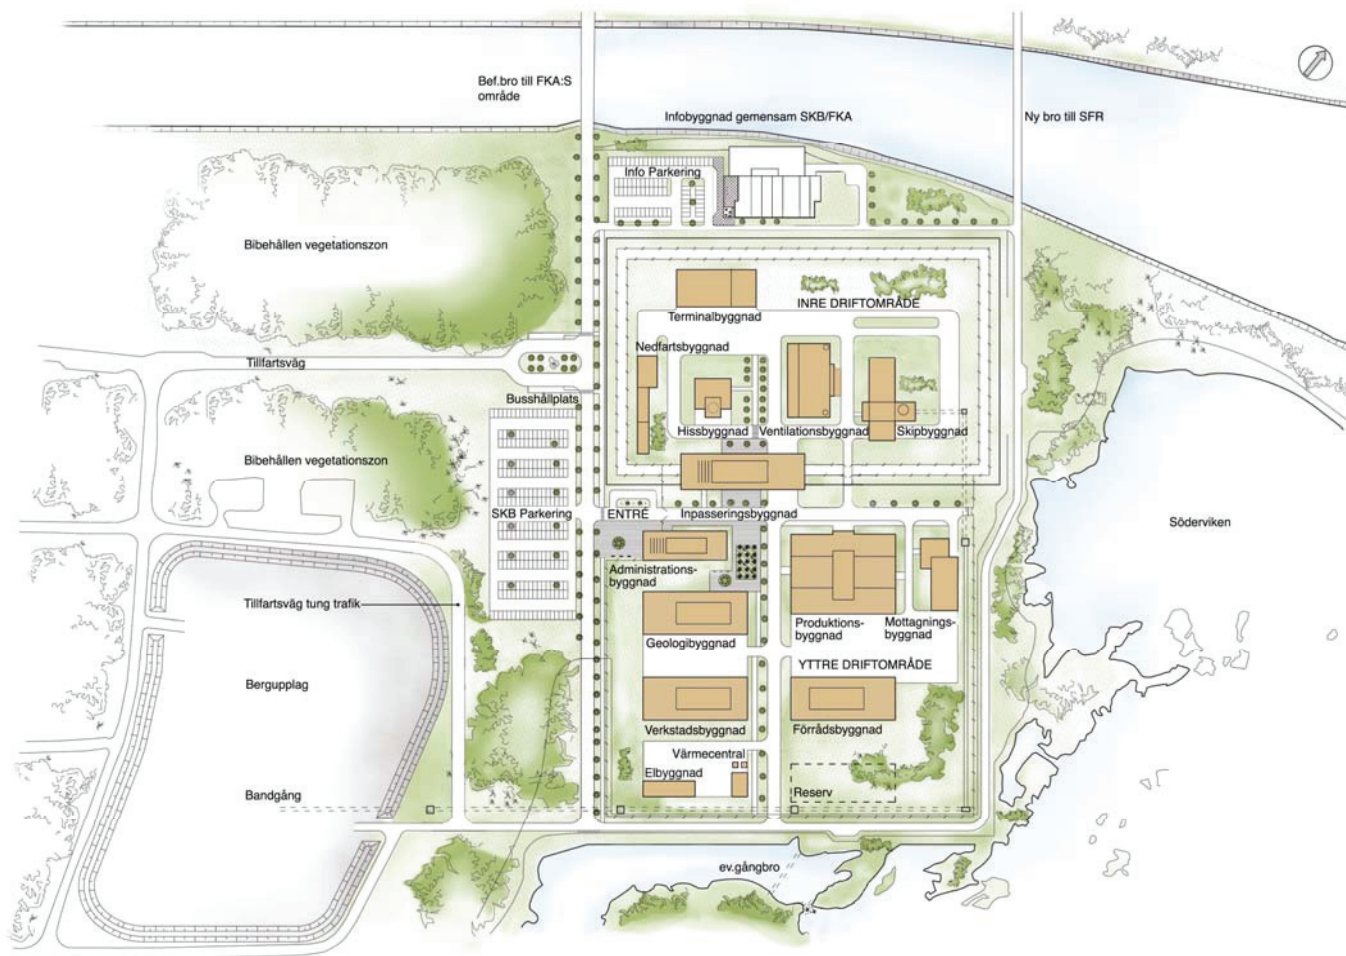 Bef.bro till FKA:S
område
Infobyggnad gemensam SKB/FKA
Ny bro till SFR
Info Parkering
Bibehållen vegetationszon
INRE DRIFTOMRÅDE
Terminalbyggnad
Nedfartsbyggnad
Tillfartsväg
Busshållplats
Hissbyggnad
Ventilationsbyggnad
Skipbyggnad
Bibehållen vegetationszon
SKB Parkering
ENTRÉ
Inpasseringsbyggnad
Söderviken
Administrations-
byggnad
Tillfartsväg tung trafik
Produktions-
byggnad
Mottagnings-
byggnad
Geologibyggnad
YTTRE DRIFTOMRÅDE
Bergupplag
Verkstadsbyggnad
Förrådsbyggnad
Värmecentral
Elbyggnad
Reserv
Bandgång
ev.gångbro